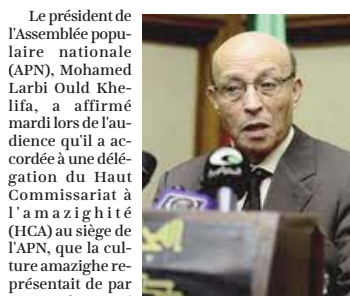 Le président de
l'Assemblée popu-
laire nationale
(APN), Mohamed
Larbi Ould Khe-
lifa, a affirmé
mardi lors de l'au-
dience qu'il a ac-
cordée à une délé-
gation du Haut
Commissariat à
l'amazighité
(HCA) au siège de
l'APN, que la cul-
ture amazighe re-
présentait de par